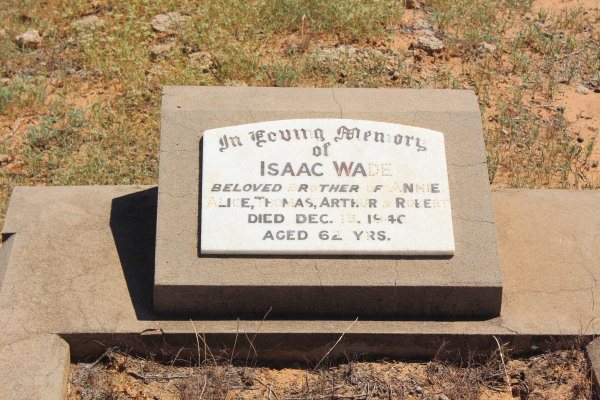 In Loving Memory
of
ISAAC WADE
BELOVED BROTHER OF ANNIE
ALICE, THOMAS, ARTHUR & ROBERT
DIED DEC. 1940
AGED 62 YRS.